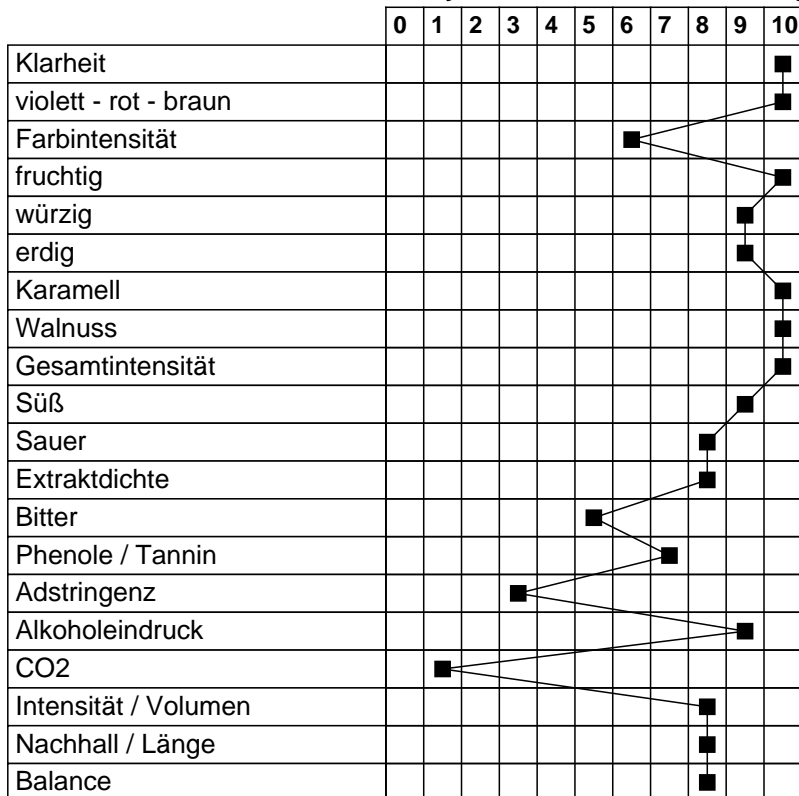 0 1 2 3 4 5 6 7 8 9 10
Klarheit
violett - rot - braun
Farbintensität
fruchtig
würzig
erdig
Karamell
Walnuss
Gesamtintensität
Süß
Sauer
Extraktdichte
Bitter
Phenole / Tannin
Adstringenz
Alkoholeindruck
CO2
Intensität / Volumen
Nachhall / Länge
Balance